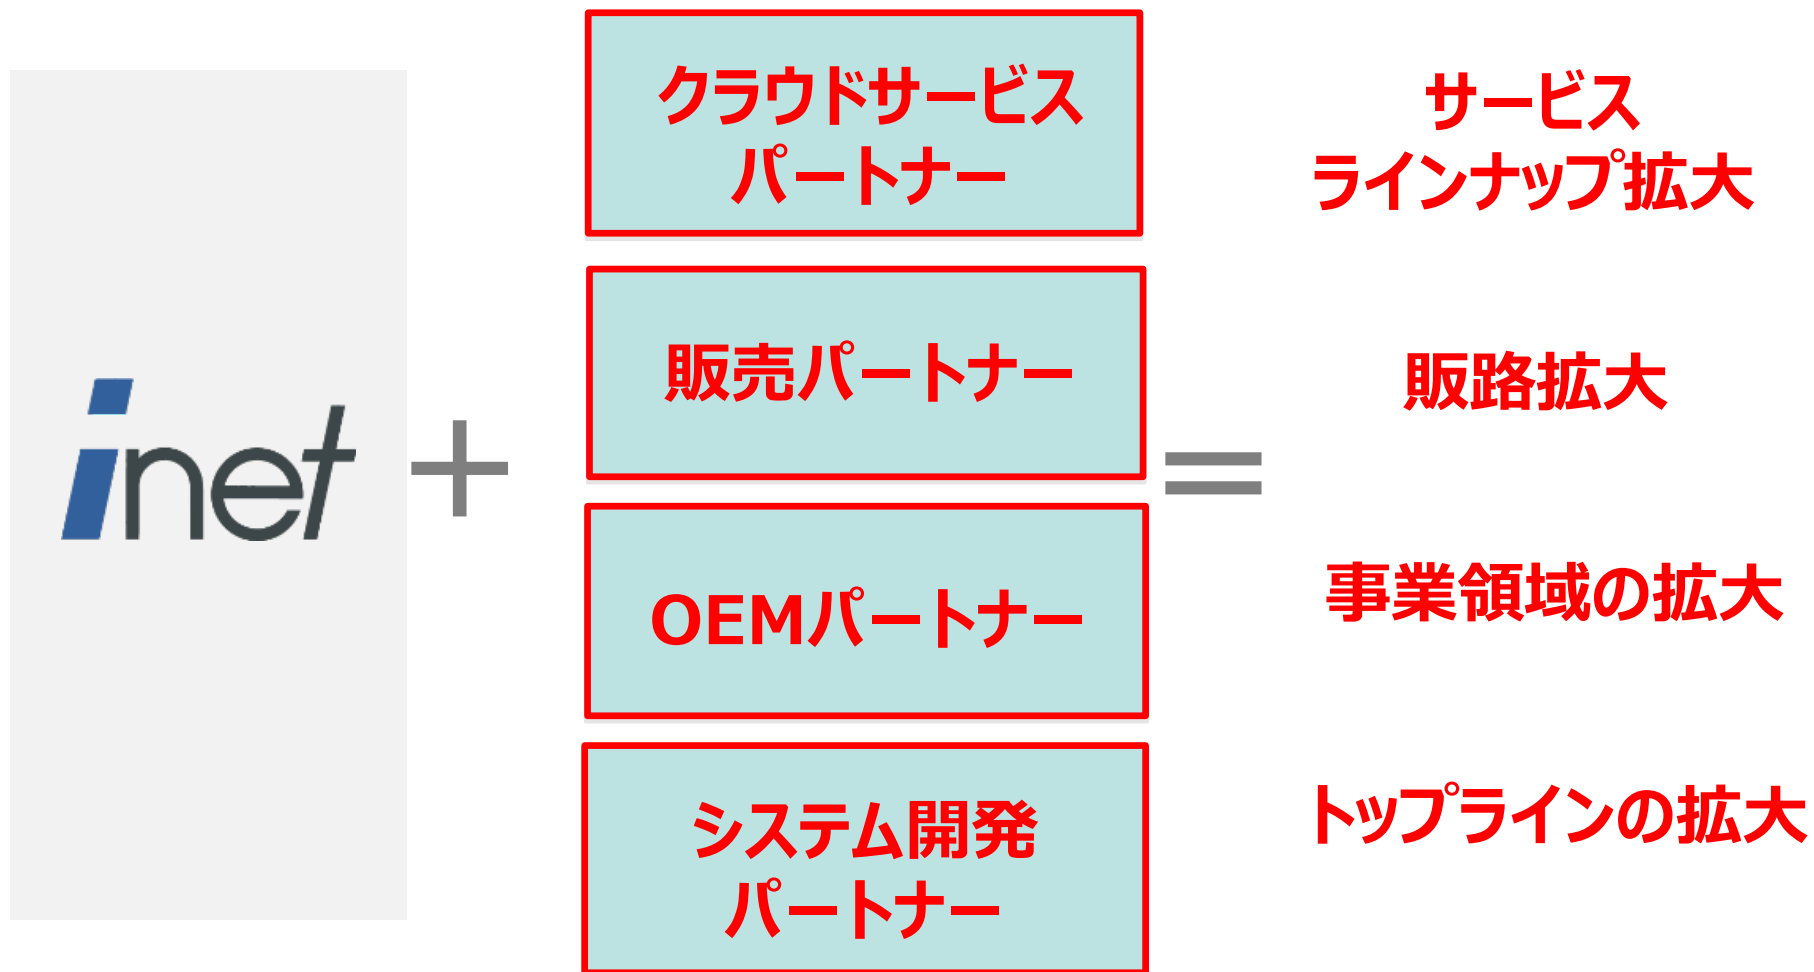 inet
+
クラウドサービス
パートナー
販売パートナー
OEMパートナー
システム開発
パートナー
=
サービス
ラインナップ拡大
販路拡大
事業領域の拡大
トップラインの拡大